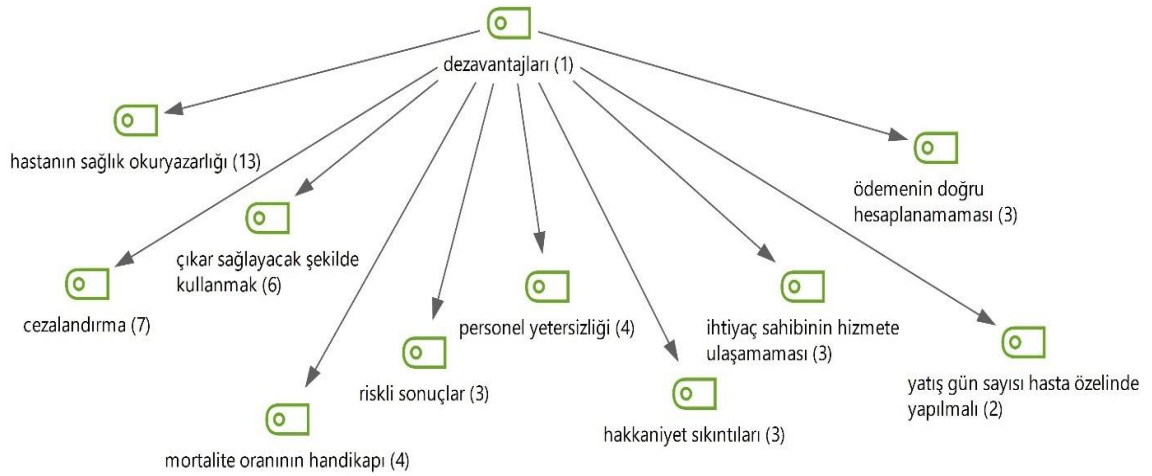 dezavantajları (1)
hastanın sağlık okuryazarlığı (13)
ödemenin doğru
hesaplanamaması (3)
çıkar sağlayacak şekilde
kullanmak (6)
cezalandırma (7)
personel yetersizliği (4)
ihtiyaç sahibinin hizmete
ulaşamaması (3)
riskli sonuçlar (3)
yatış gün sayısı hasta özelinde
yapılmalı (2)
hakkaniyet sıkıntıları (3)
mortalite oranının handikapı (4)